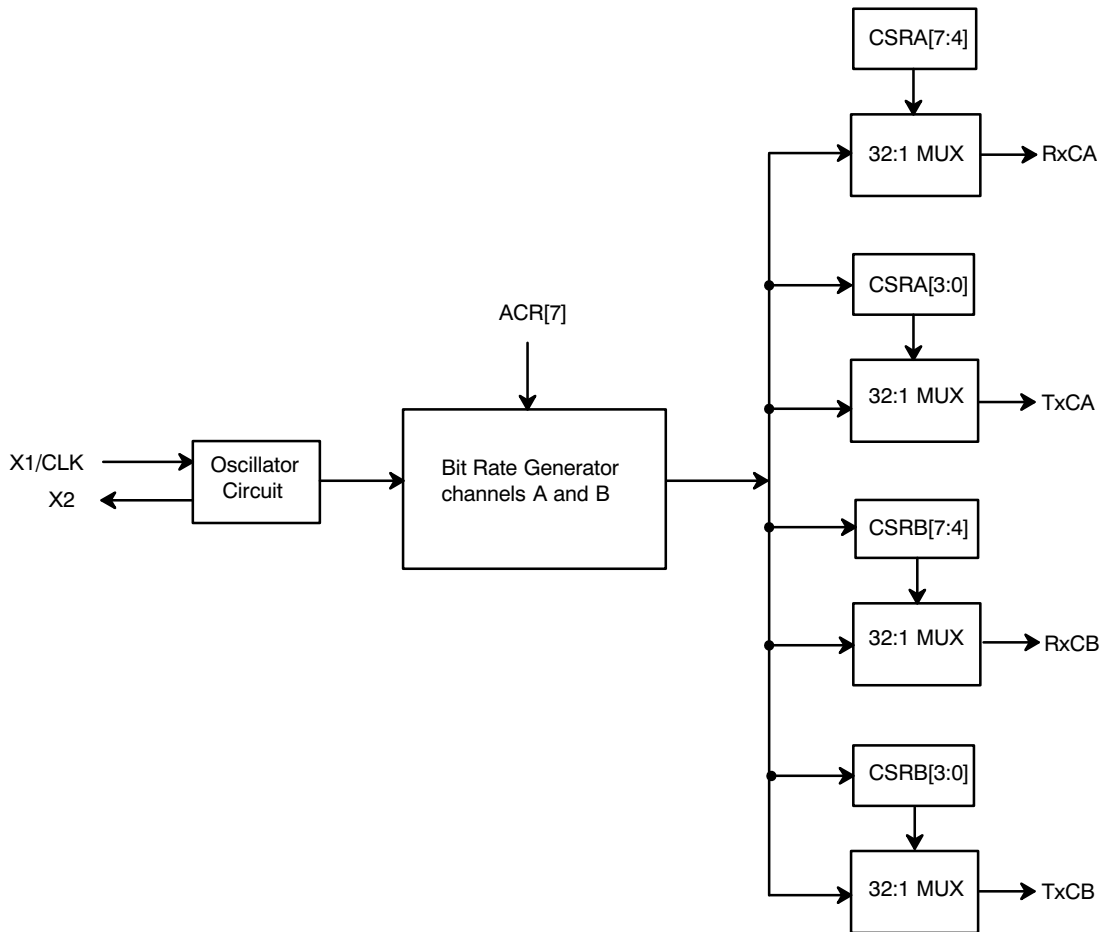 CSRA[7:4]
32:1 MUX
RxCA
CSRA[3:0]
ACR[7]
32:1 MUX
TxCA
X1/CLK
X2
Oscillator
Circuit
Bit Rate Generator
channels A and B
CSRB[7:4]
32:1 MUX
RxCB
CSRB[3:0]
32:1 MUX
TxCB